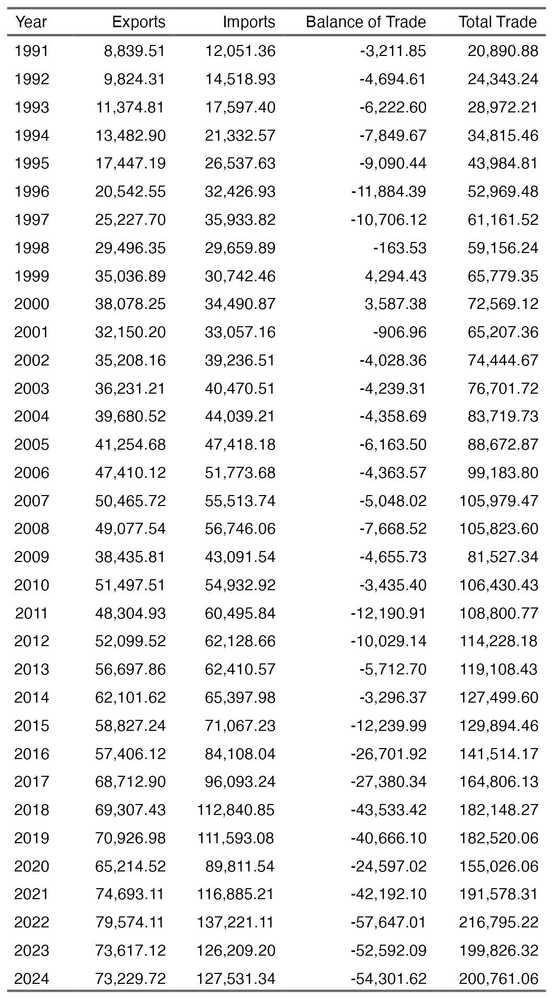 Year Exports Imports Balance of Trade Total Trade
1991 8,839.51 12,051.36 -3,211.85 20,890.88
1992 9,824.31 14,518.93 -4,694.61 24,343.24
1993 11,374.81 17,597.40 -6,222.60 28,972.21
1994 13,482.90 21,332.57 -7,849.67 34,815.46
1995 17,447.19 26,537.63 -9,090.44 43,984.81
1996 20,542.55 32,426.93 -11,884.39 52,969.48
1997 25,227.70 35,933.82 -10,706.12 61,161.52
1998 29,496.35 29,659.89 -163.53 59,156.24
1999 35,036.89 30,742.46 4,294.43 65,779.35
2000 38,078.25 34,490.87 3,587.38 72,569.12
2001 32,150.20 33,057.16 -906.96 65,207.36
2002 35,208.16 39,236.51 -4,028.36 74,444.67
2003 36,231.21 40,470.51 -4,239.31 76,701.72
2004 39,680.52 44,039.21 -4,358.69 83,719.73
2005 41,254.68 47,418.18 -6,163.50 88,672.87
2006 47,410.12 51,773.68 -4,363.57 99,183.80
2007 50,465.72 55,513.74 -5,048.02 105,979.47
2008 49,077.54 56,746.06 -7,668.52 105,823.60
2009 38,435.81 43,091.54 -4,655.73 81,527.34
2010 51,497.51 54,932.92 -3,435.40 106,430.43
2011 48,304.93 60,495.84 -12,190.91 108,800.77
2012 52,099.52 62,128.66 -10,029.14 114,228.18
2013 56,697.86 62,410.57 -5,712.70 119,108.43
2014 62,101.62 65,397.98 -3,296.37 127,499.60
2015 58,827.24 71,067.23 -12,239.99 129,894.46
2016 57,406.12 84,108.04 -26,701.92 141,514.17
2017 68,712.90 96,093.24 -27,380.34 164,806.13
2018 69,307.43 112,840.85 -43,533.42 182,148.27
2019 70,926.98 111,593.08 -40,666.10 182,520.06
2020 65,214.52 89,811.54 -24,597.02 155,026.06
2021 74,693.11 116,885.21 -42,192.10 191,578.31
2022 79,574.11 137,221.11 -57,647.01 216,795.22
2023 73,617.12 126,209.20 -52,592.09 199,826.32
2024 73,229.72 127,531.34 -54,301.62 200,761.06